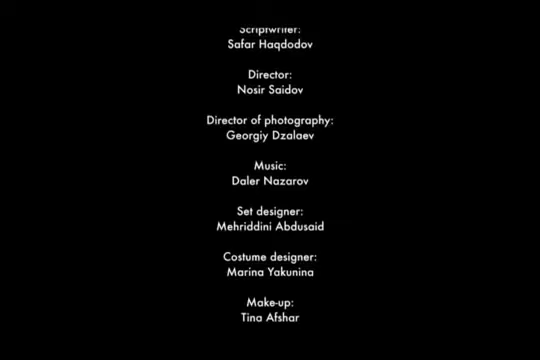 Scriptwriter:
Safar Haqdodov
Director:
Nosir Saidov
Director of photography:
Georgiy Dzalaev
Music:
Daler Nazarov
Set designer:
Mehriddini Abdusaid
Costume designer:
Marina Yakunina
Make-up:
Tina Afshar